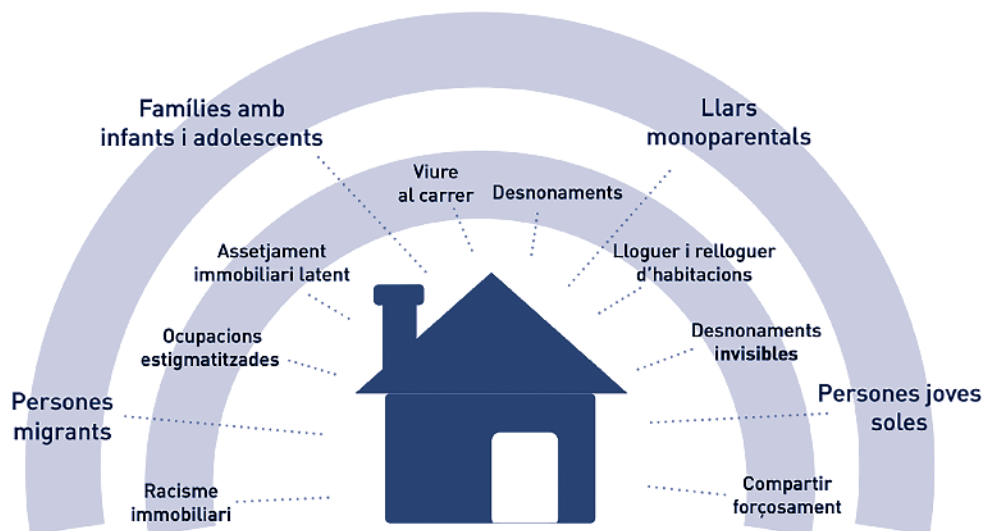 Famílies amb
infants i adolescents
Llars
monoparentals
Viure
al carrer
Desnonaments
Assetjament
immobiliari latent
Lloguer i relloguer
d'habitacions
Ocupacions
estigmatitzades
Desnonaments
invisibles
Persones
migrants
Persones joves
soles
Racisme
immobiliari
Compartir
forçosament